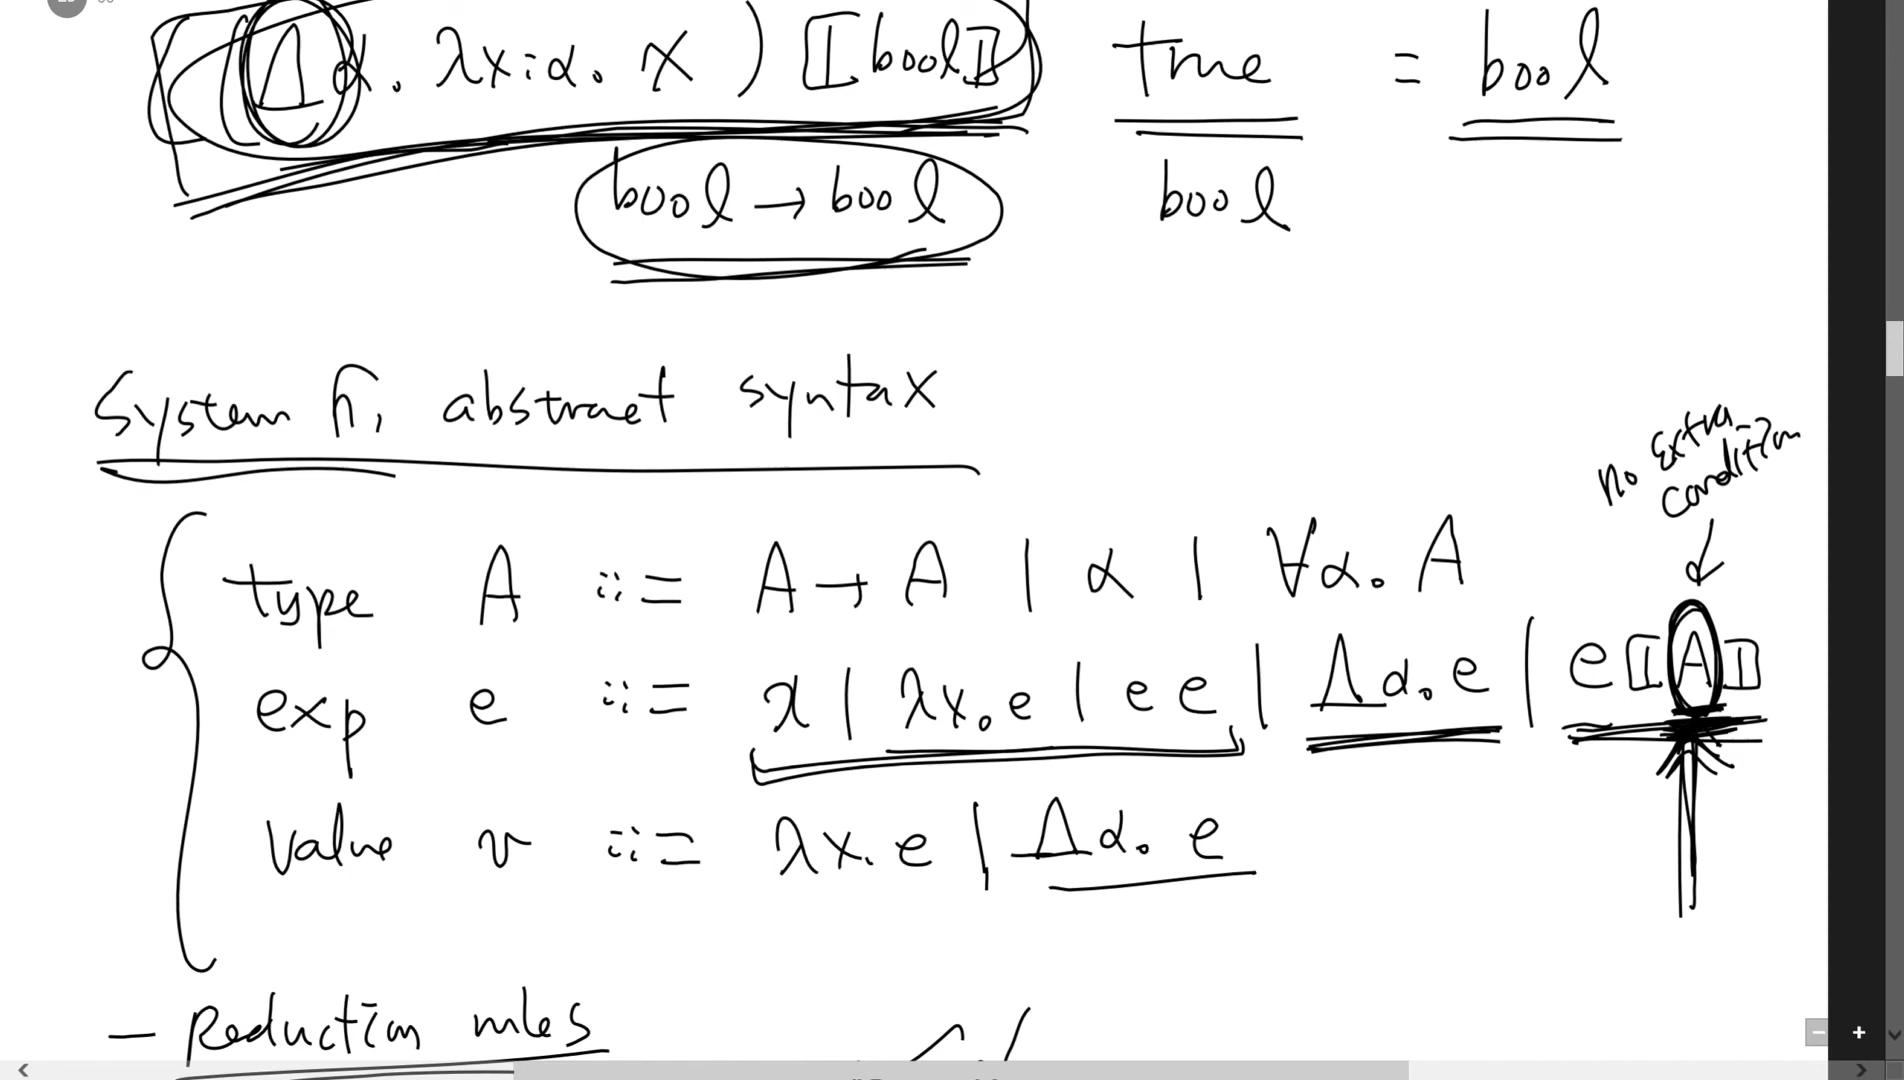 Λα. λx:α. x ) ⟦bool⟧ true = bool
bool → bool bool
System F, abstract syntax
no extra condition
type A ::= A → A | α | ∀α. A
exp e ::= x | λx. e | e e | Λα. e | e⟦A⟧
value v ::= λx. e | Λα. e
- Reduction rules